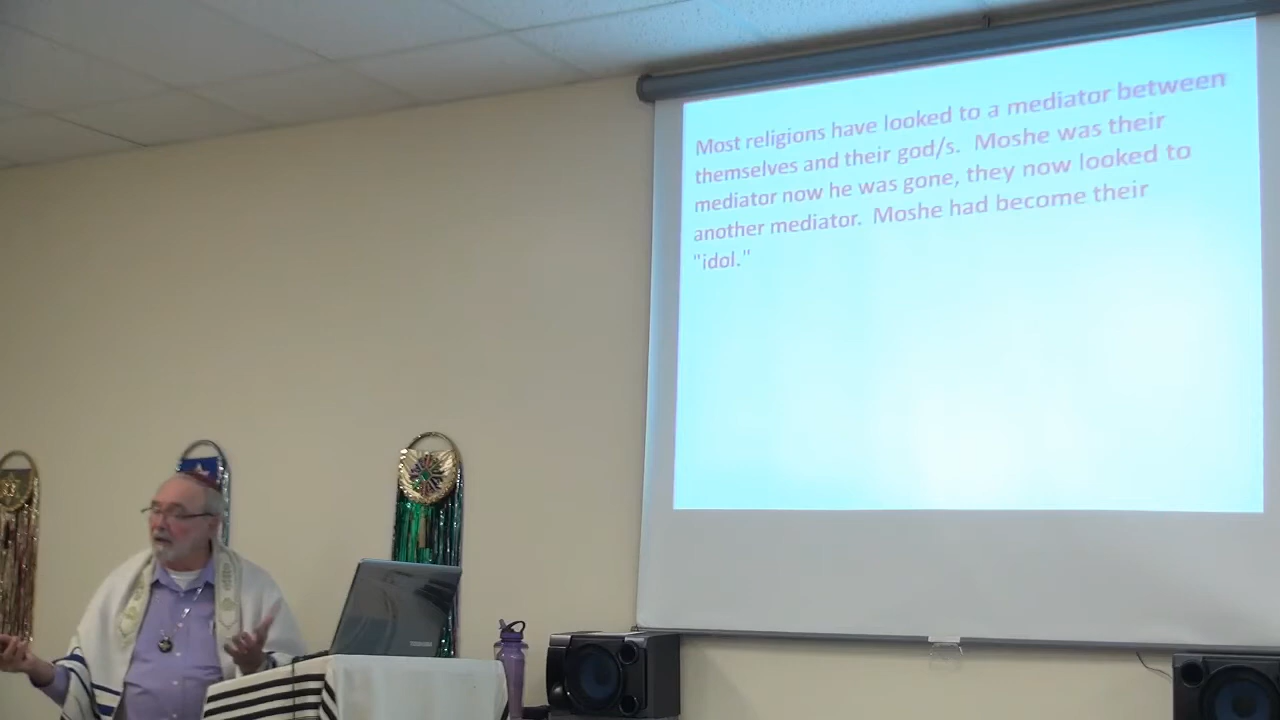 Most religions have looked to a mediator between
themselves and their god/s.  Moshe was their
mediator now he was gone, they now looked to
another mediator.  Moshe had become their
"idol."
TOSHIBA